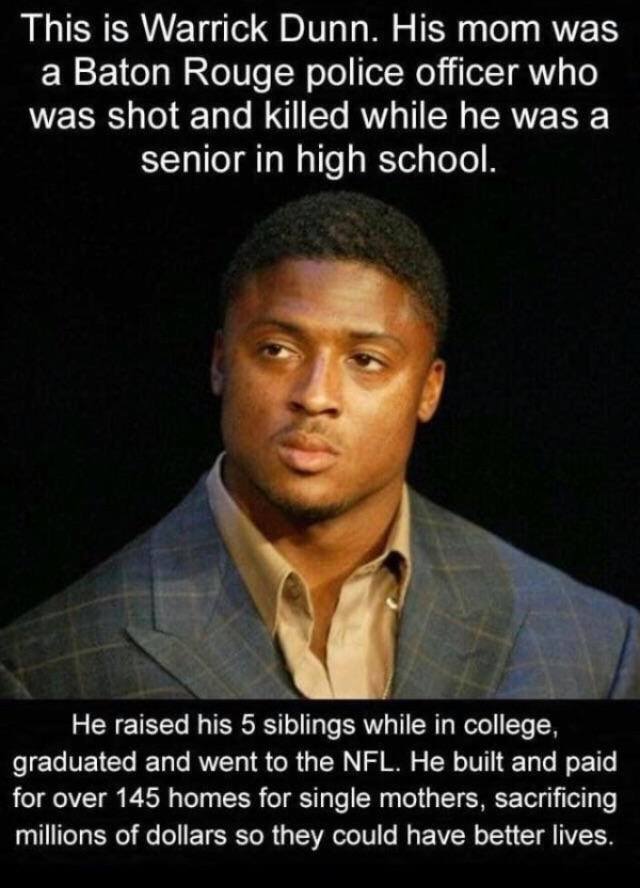 This is Warrick Dunn. His mom was
a Baton Rouge police officer who
was shot and killed while he was a
senior in high school.
He raised his 5 siblings while in college,
graduated and went to the NFL. He built and paid
for over 145 homes for single mothers, sacrificing
millions of dollars so they could have better lives.